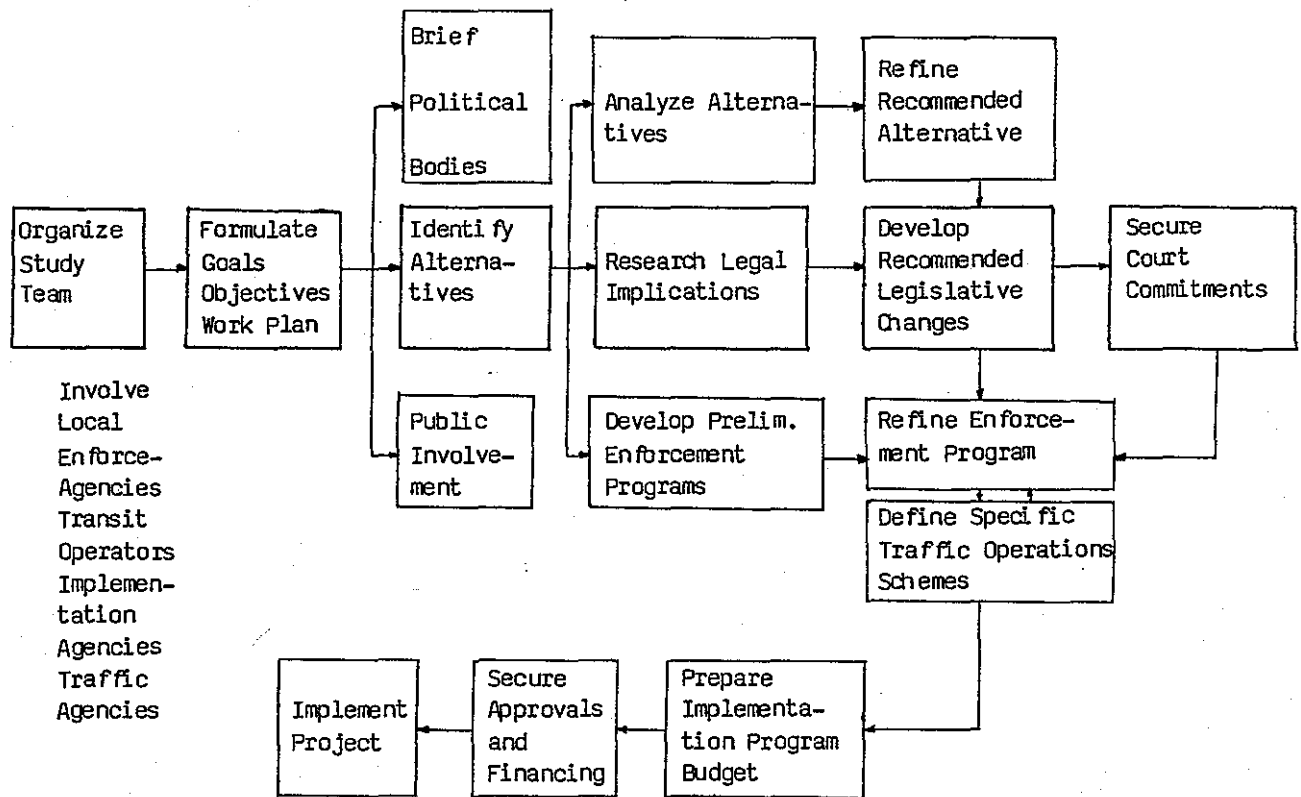 Organize
Study
Team
Involve
Local
Enforce-
Agencies
Transit
Operators
Implemen-
tation
Agencies
Traffic
Agencies
Formulate
Goals
Objectives
Work Plan
Brief
Political
Bodies
Identify
Alterna-
tives
Public
Involve-
ment
Analyze Alterna-
tives
Research Legal
Implications
Develop Prelim.
Enforcement
Programs
Refine
Recommended
Alternative
Develop
Recommended
Legislative
Changes
Secure
Court
Commitments
Refine Enforce-
ment Program
Define Specific
Traffic Operations
Schemes
Prepare
Implementa-
tion Program
Budget
Secure
Approvals
and
Financing
Implement
Project